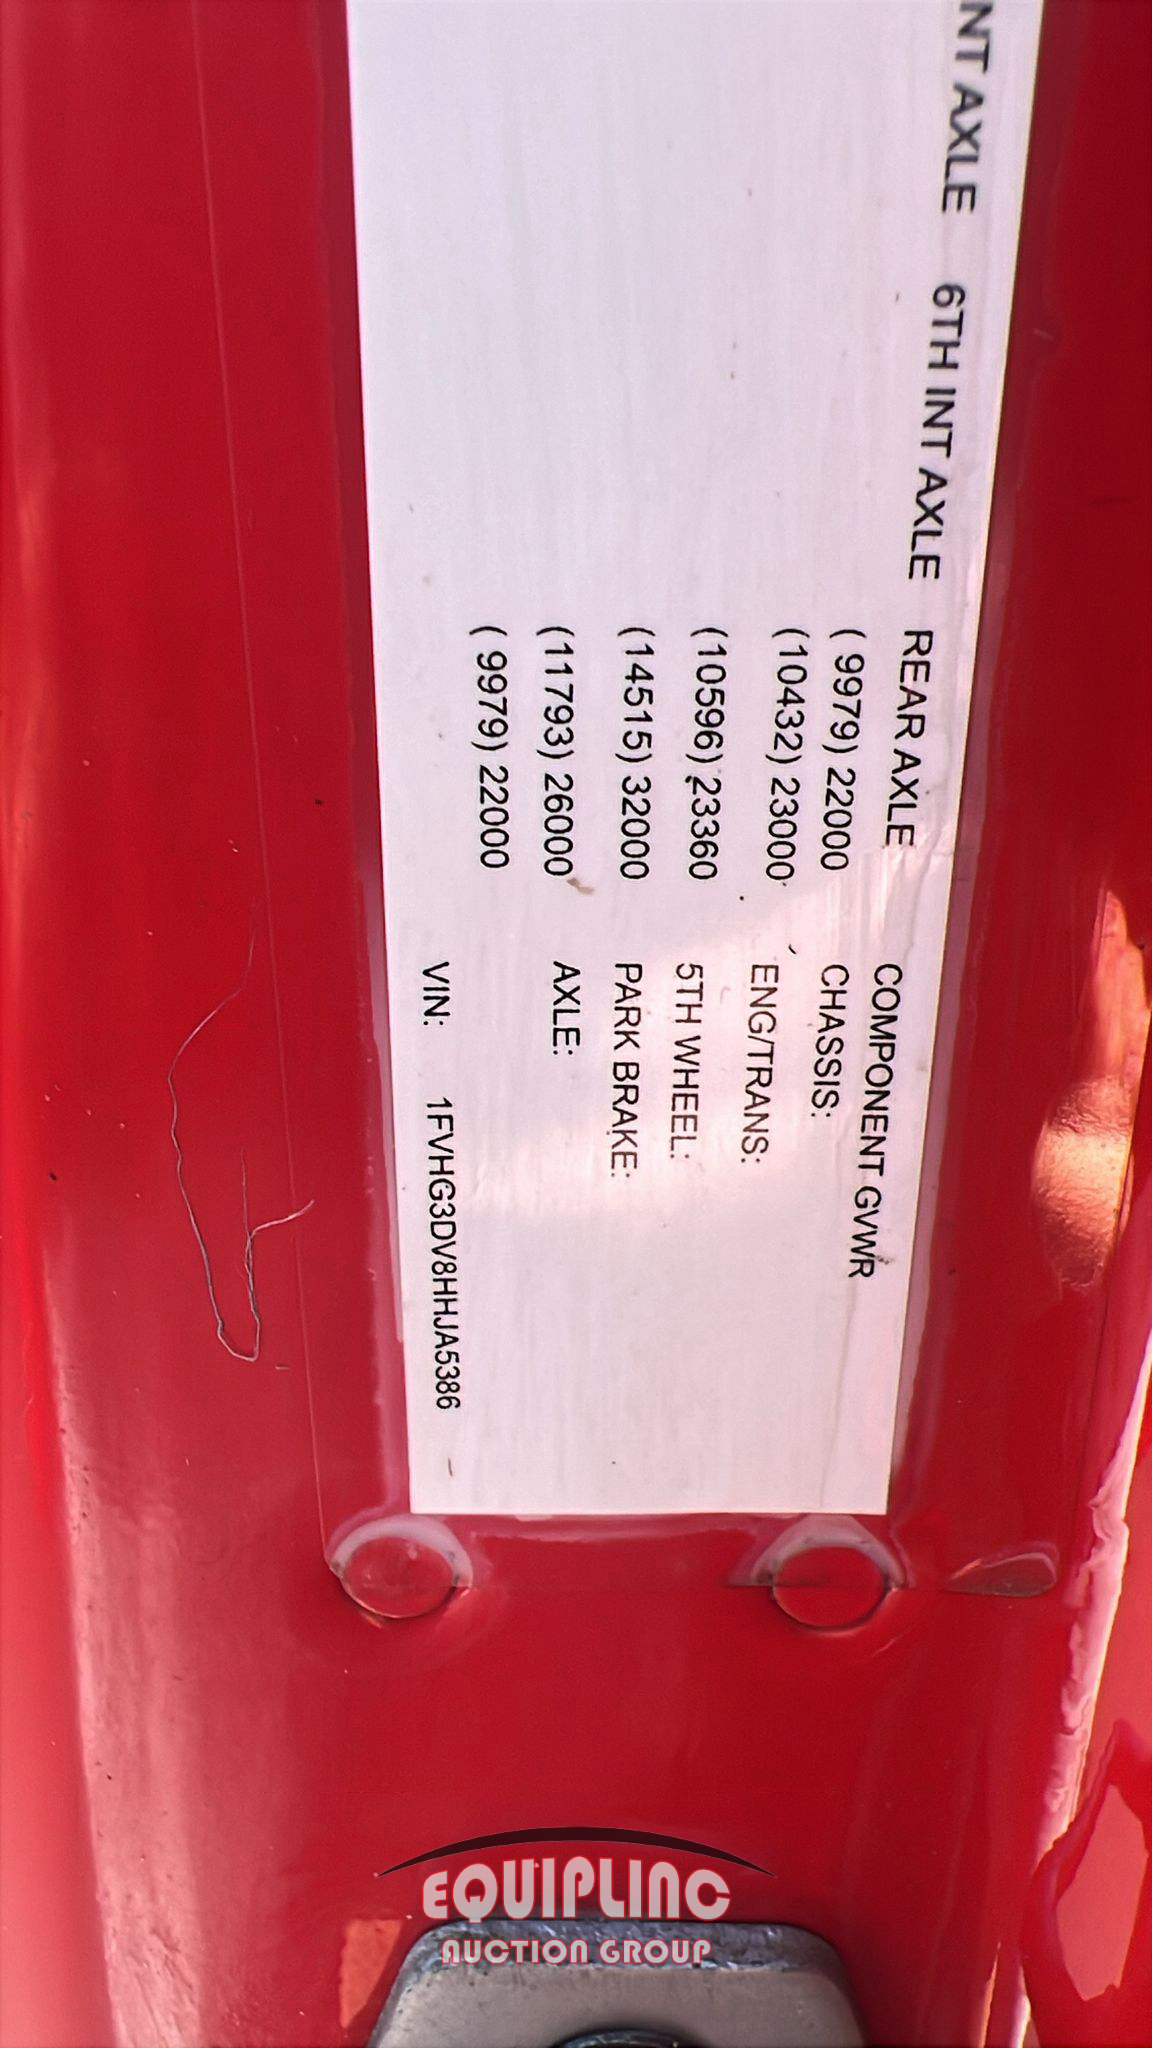 NT AXLE 6TH INT AXLE REAR AXLE COMPONENT GVWR
( 9979) 22000 CHASSIS:
(10432) 23000 ENG/TRANS:
(10596) 23360 5TH WHEEL:
(14515) 32000 PARK BRAKE:
(11793) 26000 AXLE:
( 9979) 22000
VIN: 1FVHG3DV8HHJA5386
EQUIPLINC
AUCTION GROUP